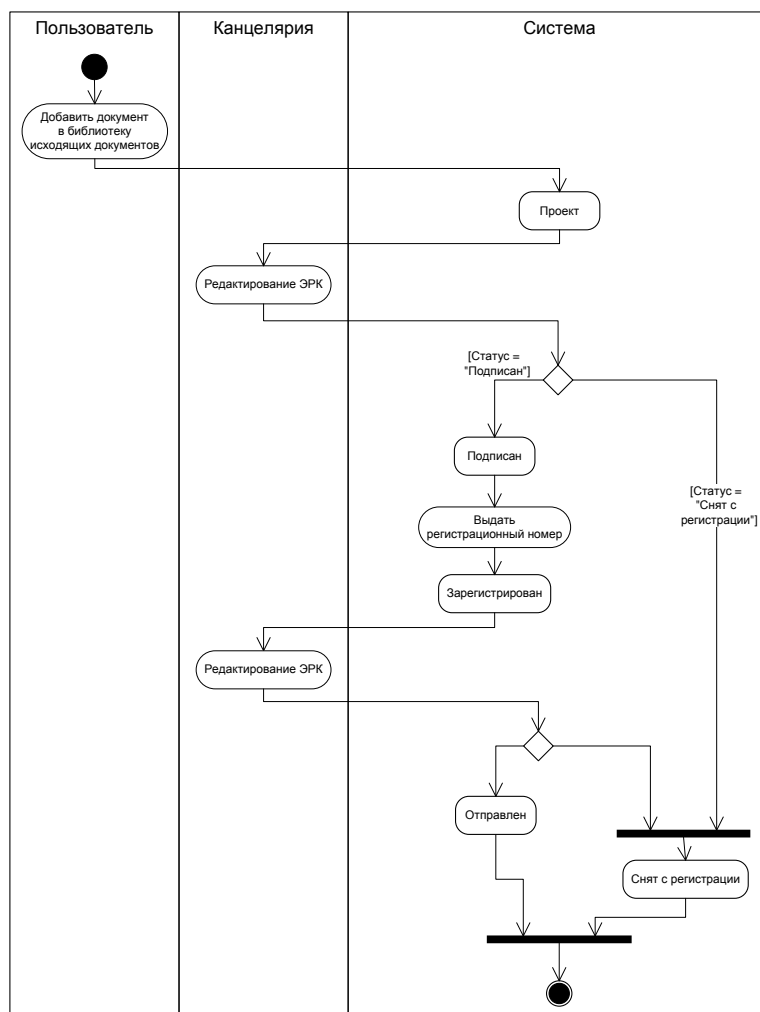 Пользователь
Канцелярия
Система
Добавить документ
в библиотеку
исходящих документов
Проект
Редактирование ЭРК
[Статус =
"Подписан"]
Подписан
[Статус =
"Снят с
регистрации"]
Выдать
регистрационный номер
Зарегистрирован
Редактирование ЭРК
Отправлен
Снят с регистрации